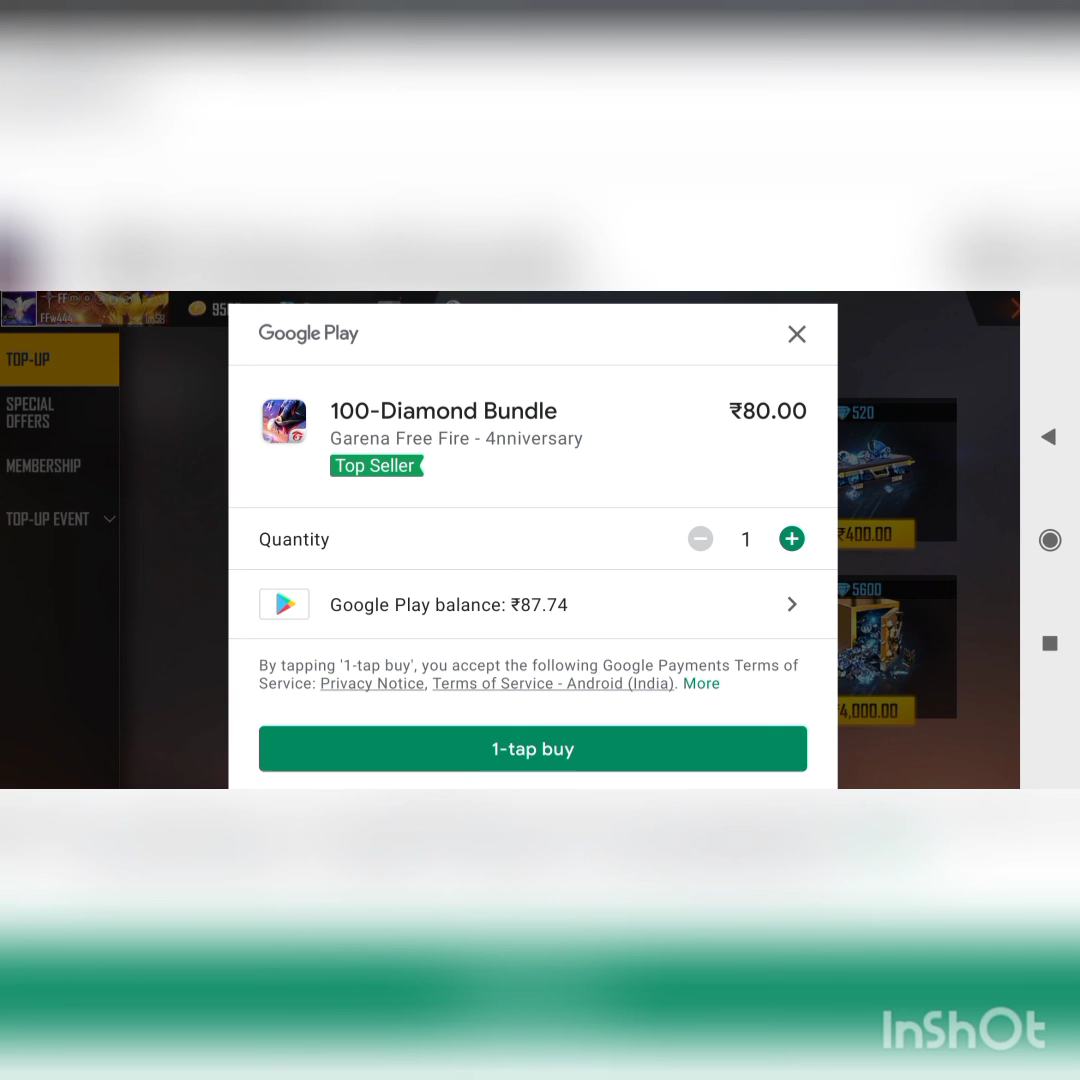 FFw444
TOP-UP
SPECIAL
OFFERS
MEMBERSHIP
TOP-UP EVENT
Google Play
100-Diamond Bundle
₹80.00
Garena Free Fire - 4nniversary
Top Seller
Quantity
1
Google Play balance: ₹87.74
By tapping '1-tap buy', you accept the following Google Payments Terms of
Service: Privacy Notice, Terms of Service - Android (India). More
1-tap buy
520
₹400.00
5600
4,000.00
InShOt